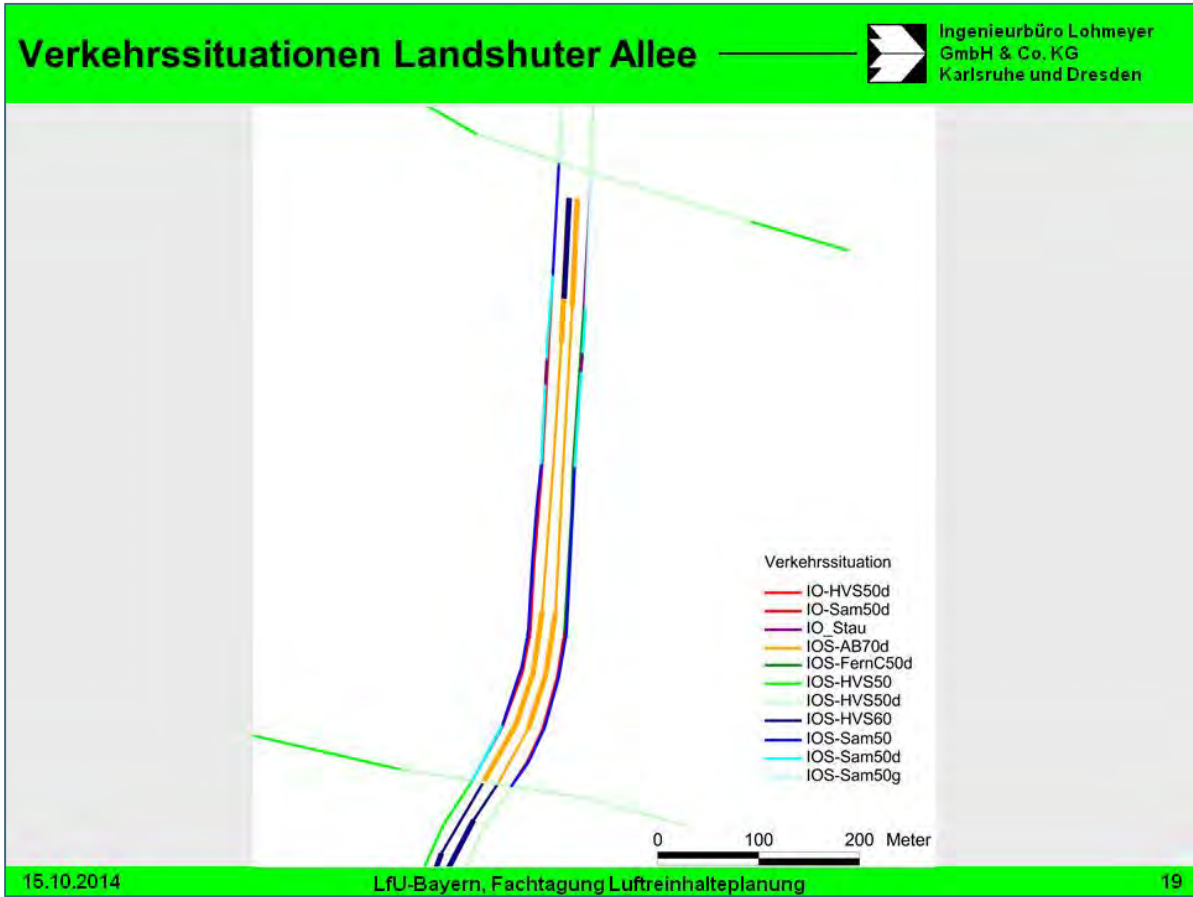 Verkehrssituationen Landshuter Allee
Ingenieurbüro Lohmeyer
GmbH & Co. KG
Karlsruhe und Dresden
Verkehrssituation
IO-HVS50d
IO-Sam50d
IO_Stau
IOS-AB70d
IOS-FernC50d
IOS-HVS50
IOS-HVS50d
IOS-HVS60
IOS-Sam50
IOS-Sam50d
IOS-Sam50g
0 100 200 Meter
15.10.2014 LfU-Bayern, Fachtagung Luftreinhalteplanung 19